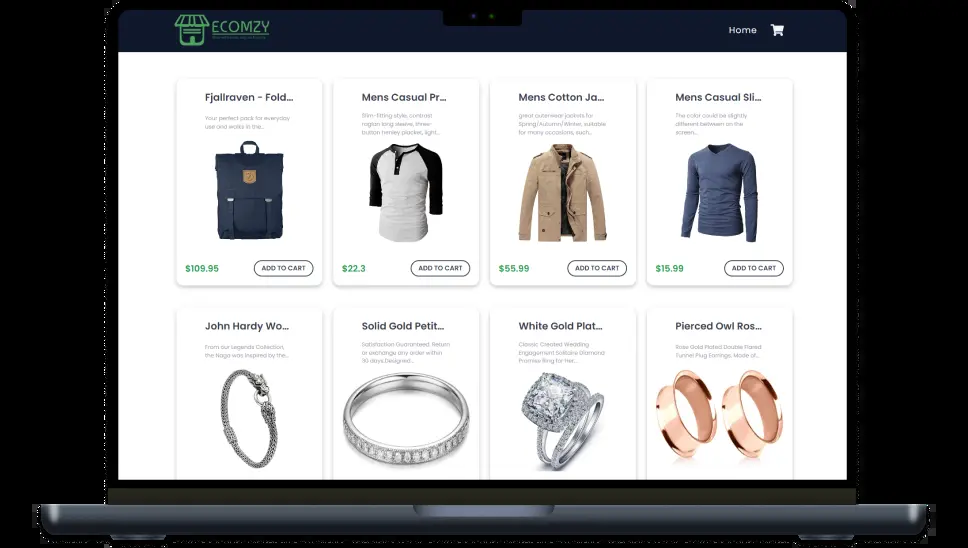 ECOMZY
Home
Fjallraven - Fold...
Your perfect pack for everyday
use and walks in the...
$109.95
ADD TO CART
Mens Casual Pr...
Slim-fitting style, contrast
raglan long sleeve, three-
button henley placket, light...
$22.3
ADD TO CART
Mens Cotton Ja...
great outerwear jackets for
Spring/Autumn/Winter, suitable
for many occasions, such...
$55.99
ADD TO CART
Mens Casual Sli...
The color could be slightly
different between on the
screen...
$15.99
ADD TO CART
John Hardy Wo...
From our Legends Collection,
the Naga was inspired by the...
Solid Gold Petit...
Satisfaction Guaranteed. Return
or exchange any order within
30 days.Designed...
White Gold Plat...
Classic Created Wedding
Engagement Solitaire Diamond
Promise Ring for Her...
Pierced Owl Ros...
Rose Gold Plated Double Flared
Tunnel Plug Earrings. Made of...